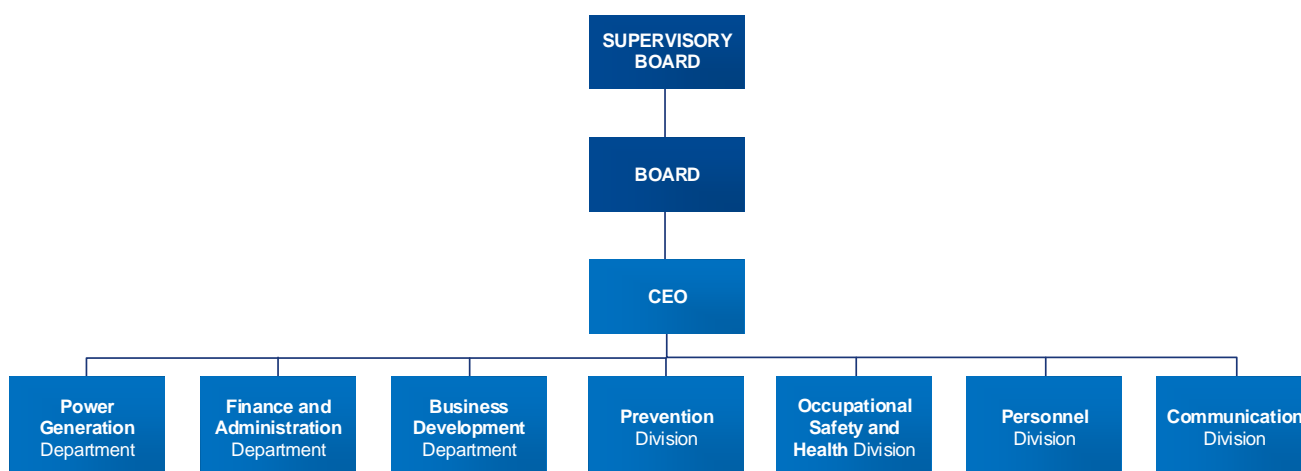 SUPERVISORY
BOARD
BOARD
CEO
Power
Generation
Department
Finance and
Administration
Department
Business
Development
Department
Prevention
Division
Occupational
Safety and
Health Division
Personnel
Division
Communication
Division